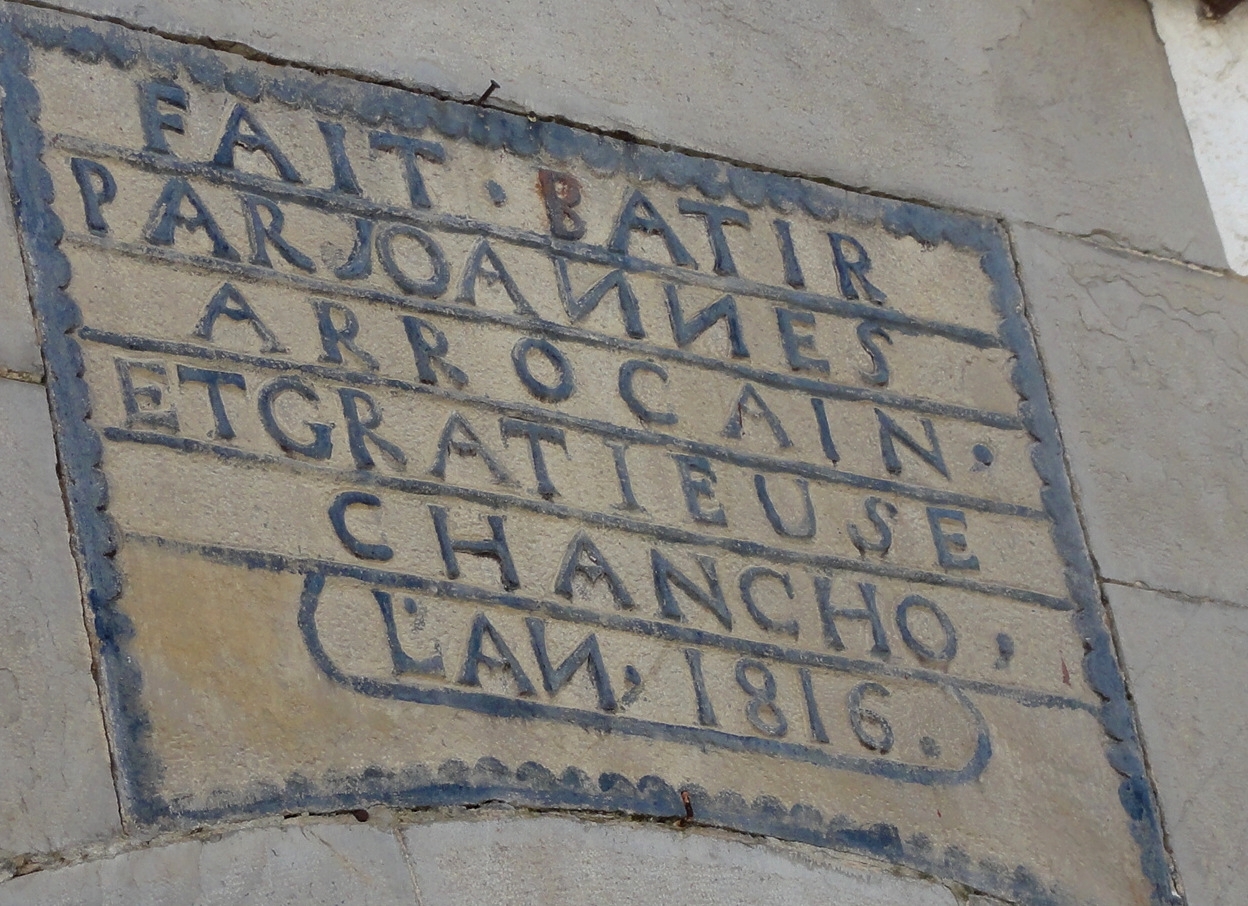 FAIT · BATIR
PAR JOANNES
ARROCAIN ·
ET GRATIEUSE
CHANCHO,
L'AN, 1816.